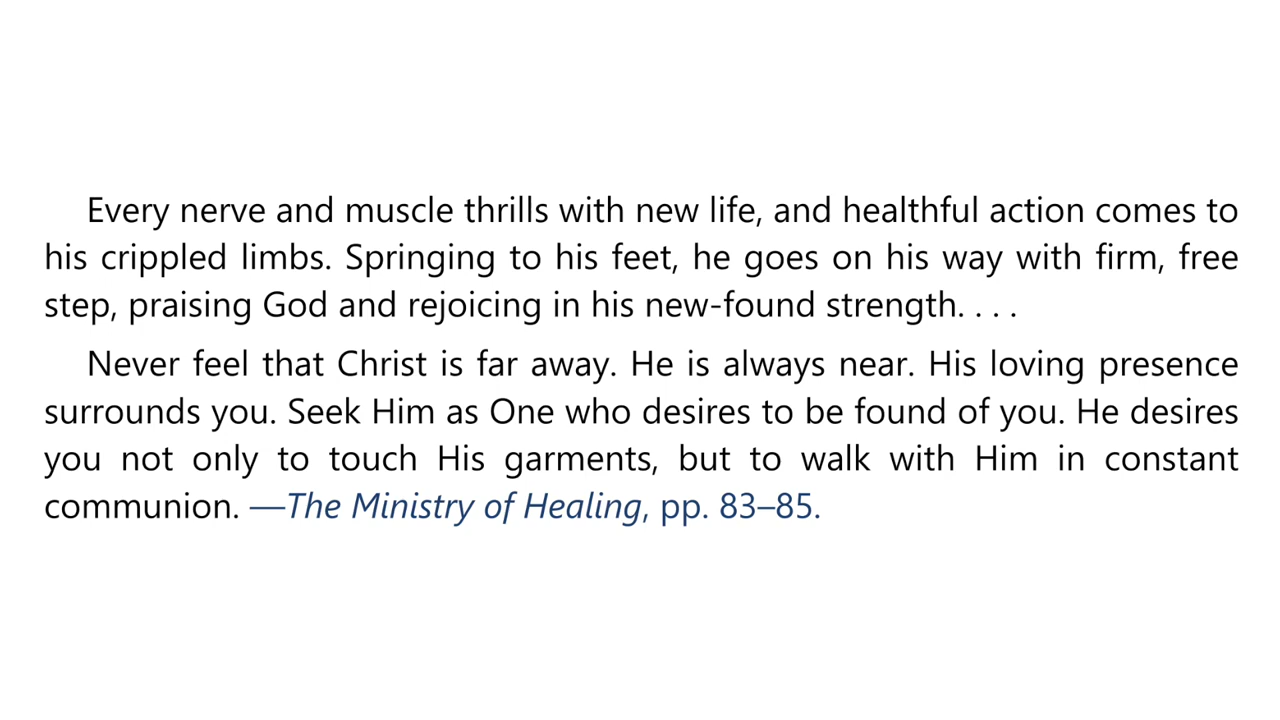 Every nerve and muscle thrills with new life, and healthful action comes to
his crippled limbs. Springing to his feet, he goes on his way with firm, free
step, praising God and rejoicing in his new-found strength. . . .
Never feel that Christ is far away. He is always near. His loving presence
surrounds you. Seek Him as One who desires to be found of you. He desires
you not only to touch His garments, but to walk with Him in constant
communion. —The Ministry of Healing, pp. 83–85.